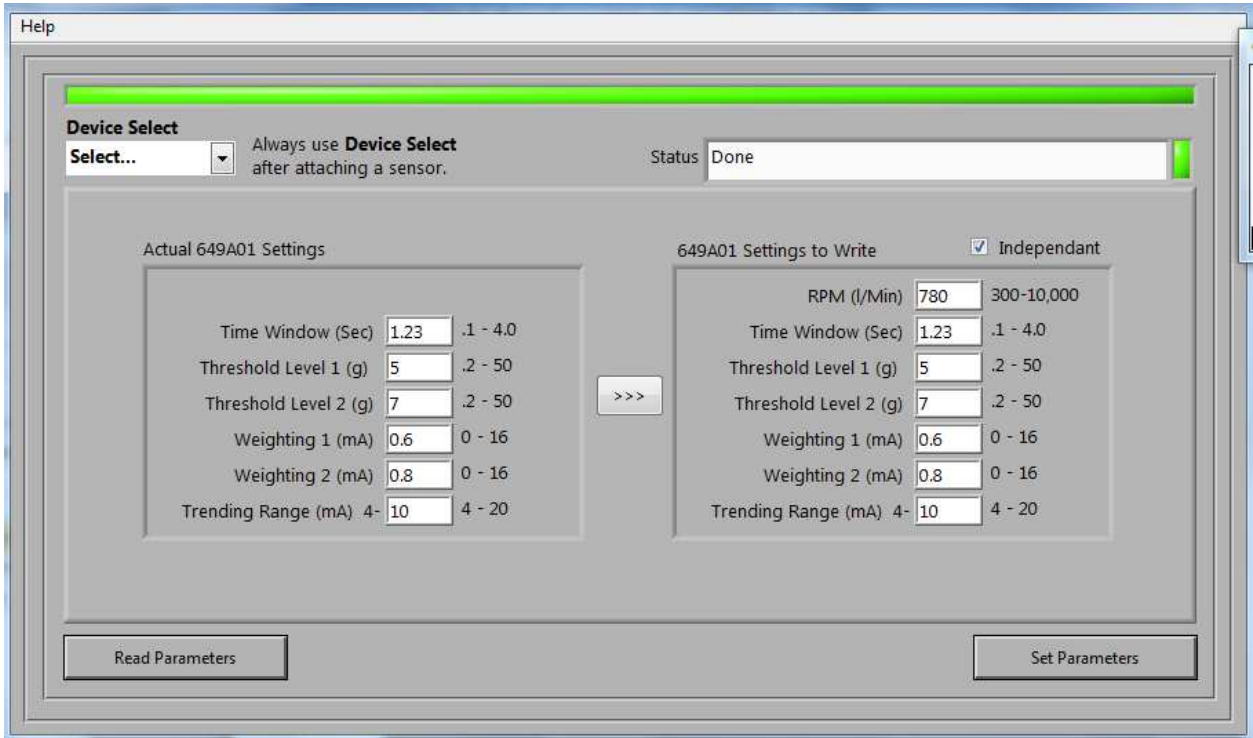 Help
Device Select
Select...
Always use Device Select
after attaching a sensor.
Status Done
Actual 649A01 Settings
Time Window (Sec) 1.23 .1 - 4.0
Threshold Level 1 (g) 5 .2 - 50
Threshold Level 2 (g) 7 .2 - 50
Weighting 1 (mA) 0.6 0 - 16
Weighting 2 (mA) 0.8 0 - 16
Trending Range (mA) 4- 10 4 - 20
>>>
649A01 Settings to Write
Independant
RPM (l/Min) 780 300-10,000
Time Window (Sec) 1.23 .1 - 4.0
Threshold Level 1 (g) 5 .2 - 50
Threshold Level 2 (g) 7 .2 - 50
Weighting 1 (mA) 0.6 0 - 16
Weighting 2 (mA) 0.8 0 - 16
Trending Range (mA) 4- 10 4 - 20
Read Parameters
Set Parameters